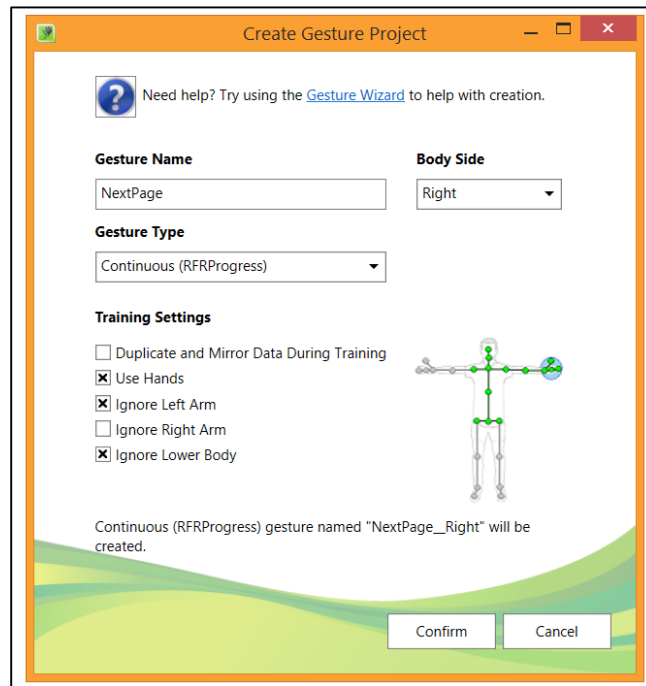 Create Gesture Project
Need help? Try using the Gesture Wizard to help with creation.
Gesture Name
Body Side
NextPage
Right
Gesture Type
Continuous (RFRProgress)
Training Settings
Duplicate and Mirror Data During Training
Use Hands
Ignore Left Arm
Ignore Right Arm
Ignore Lower Body
Continuous (RFRProgress) gesture named "NextPage__Right" will be
created.
Confirm
Cancel